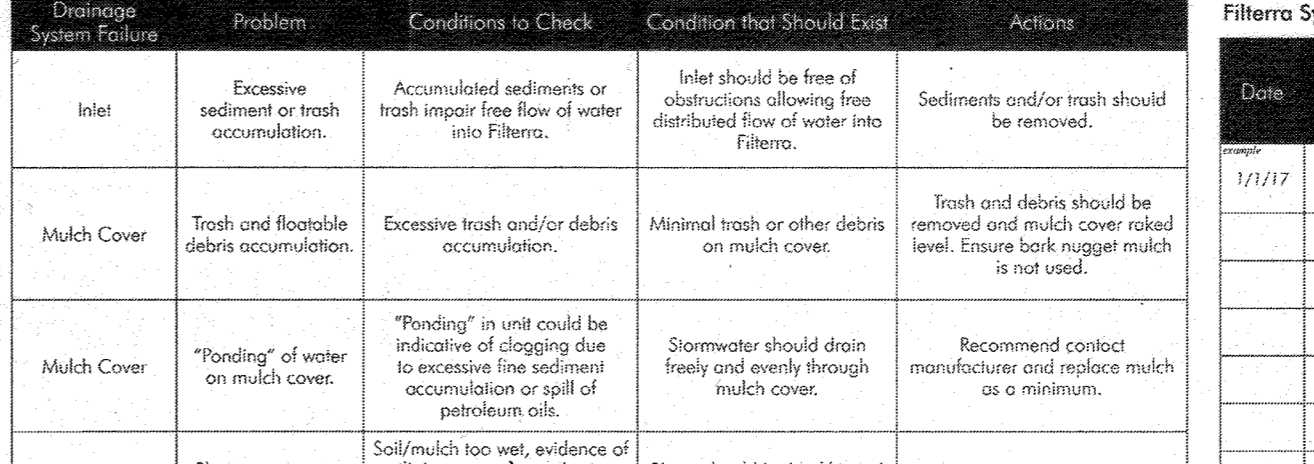 Drainage
System Failure
Problem
Conditions to Check
Condition that Should Exist
Actions
Inlet
Excessive
sediment or trash
accumulation.
Accumulated sediments or
trash impair free flow of water
into Filterra.
Inlet should be free of
obstructions allowing free
distributed flow of water into
Filterra.
Sediments and/or trash should
be removed.
Mulch Cover
Trash and floatable
debris accumulation.
Excessive trash and/or debris
accumulation.
Minimal trash or other debris
on mulch cover.
Trash and debris should be
removed and mulch cover raked
level. Ensure bark nugget mulch
is not used.
Mulch Cover
"Ponding" of water
on mulch cover.
"Ponding" in unit could be
indicative of clogging due
to excessive fine sediment
accumulation or spill of
petroleum oils.
Stormwater should drain
freely and evenly through
mulch cover.
Recommend contact
manufacturer and replace mulch
as a minimum.
Soil/mulch too wet, evidence of
Filterra
Date
example
1/1/17